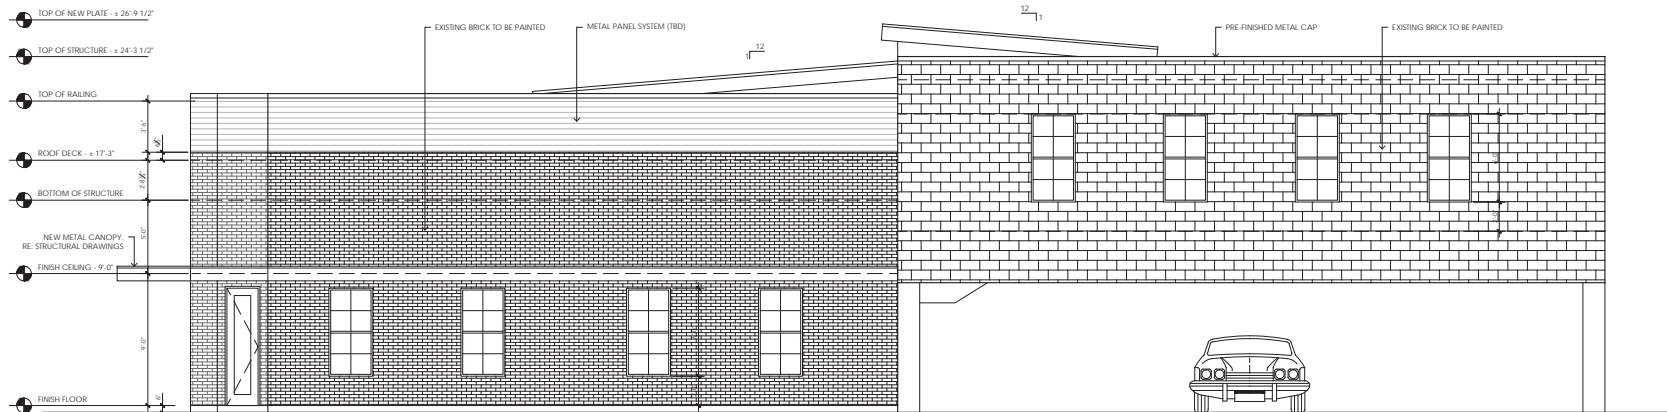 TOP OF NEW PLATE - ± 26'-9 1/2"
TOP OF STRUCTURE - ± 24'-3 1/2"
TOP OF RAILING
ROOF DECK - ± 17'-3"
BOTTOM OF STRUCTURE
NEW METAL CANOPY.
RE: STRUCTURAL DRAWINGS
FINISH CEILING - 9'-0"
FINISH FLOOR
3'-6"
5'-0"
9'-0"
6"
EXISTING BRICK TO BE PAINTED
METAL PANEL SYSTEM (TBD)
12
1
12
1
PRE-FINISHED METAL CAP
EXISTING BRICK TO BE PAINTED